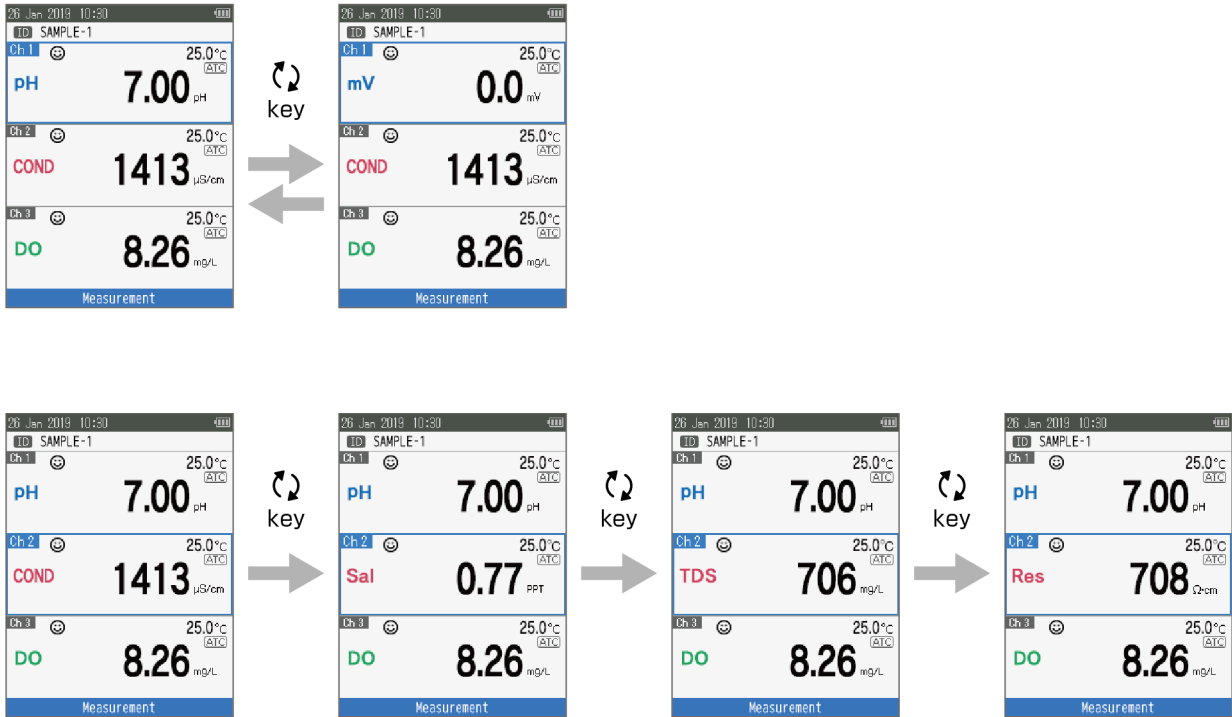 26 Jan 2019 10:30
ID SAMPLE-1
Ch 1 25.0°C
ATC
pH 7.00 pH
Ch 2 25.0°C
ATC
COND 1413 µS/cm
Ch 3 25.0°C
ATC
DO 8.26 mg/L
Measurement
key
26 Jan 2019 10:30
ID SAMPLE-1
Ch 1 25.0°C
ATC
mV 0.0 mV
Ch 2 25.0°C
ATC
COND 1413 µS/cm
Ch 3 25.0°C
ATC
DO 8.26 mg/L
Measurement
26 Jan 2019 10:30
ID SAMPLE-1
Ch 1 25.0°C
ATC
pH 7.00 pH
Ch 2 25.0°C
ATC
COND 1413 µS/cm
Ch 3 25.0°C
ATC
DO 8.26 mg/L
Measurement
key
26 Jan 2019 10:30
ID SAMPLE-1
Ch 1 25.0°C
ATC
pH 7.00 pH
Ch 2 25.0°C
ATC
Sal 0.77 PPT
Ch 3 25.0°C
ATC
DO 8.26 mg/L
Measurement
key
26 Jan 2019 10:30
ID SAMPLE-1
Ch 1 25.0°C
ATC
pH 7.00 pH
Ch 2 25.0°C
ATC
TDS 706 mg/L
Ch 3 25.0°C
ATC
DO 8.26 mg/L
Measurement
key
26 Jan 2019 10:30
ID SAMPLE-1
Ch 1 25.0°C
ATC
pH 7.00 pH
Ch 2 25.0°C
ATC
Res 708 Ω•cm
Ch 3 25.0°C
ATC
DO 8.26 mg/L
Measurement